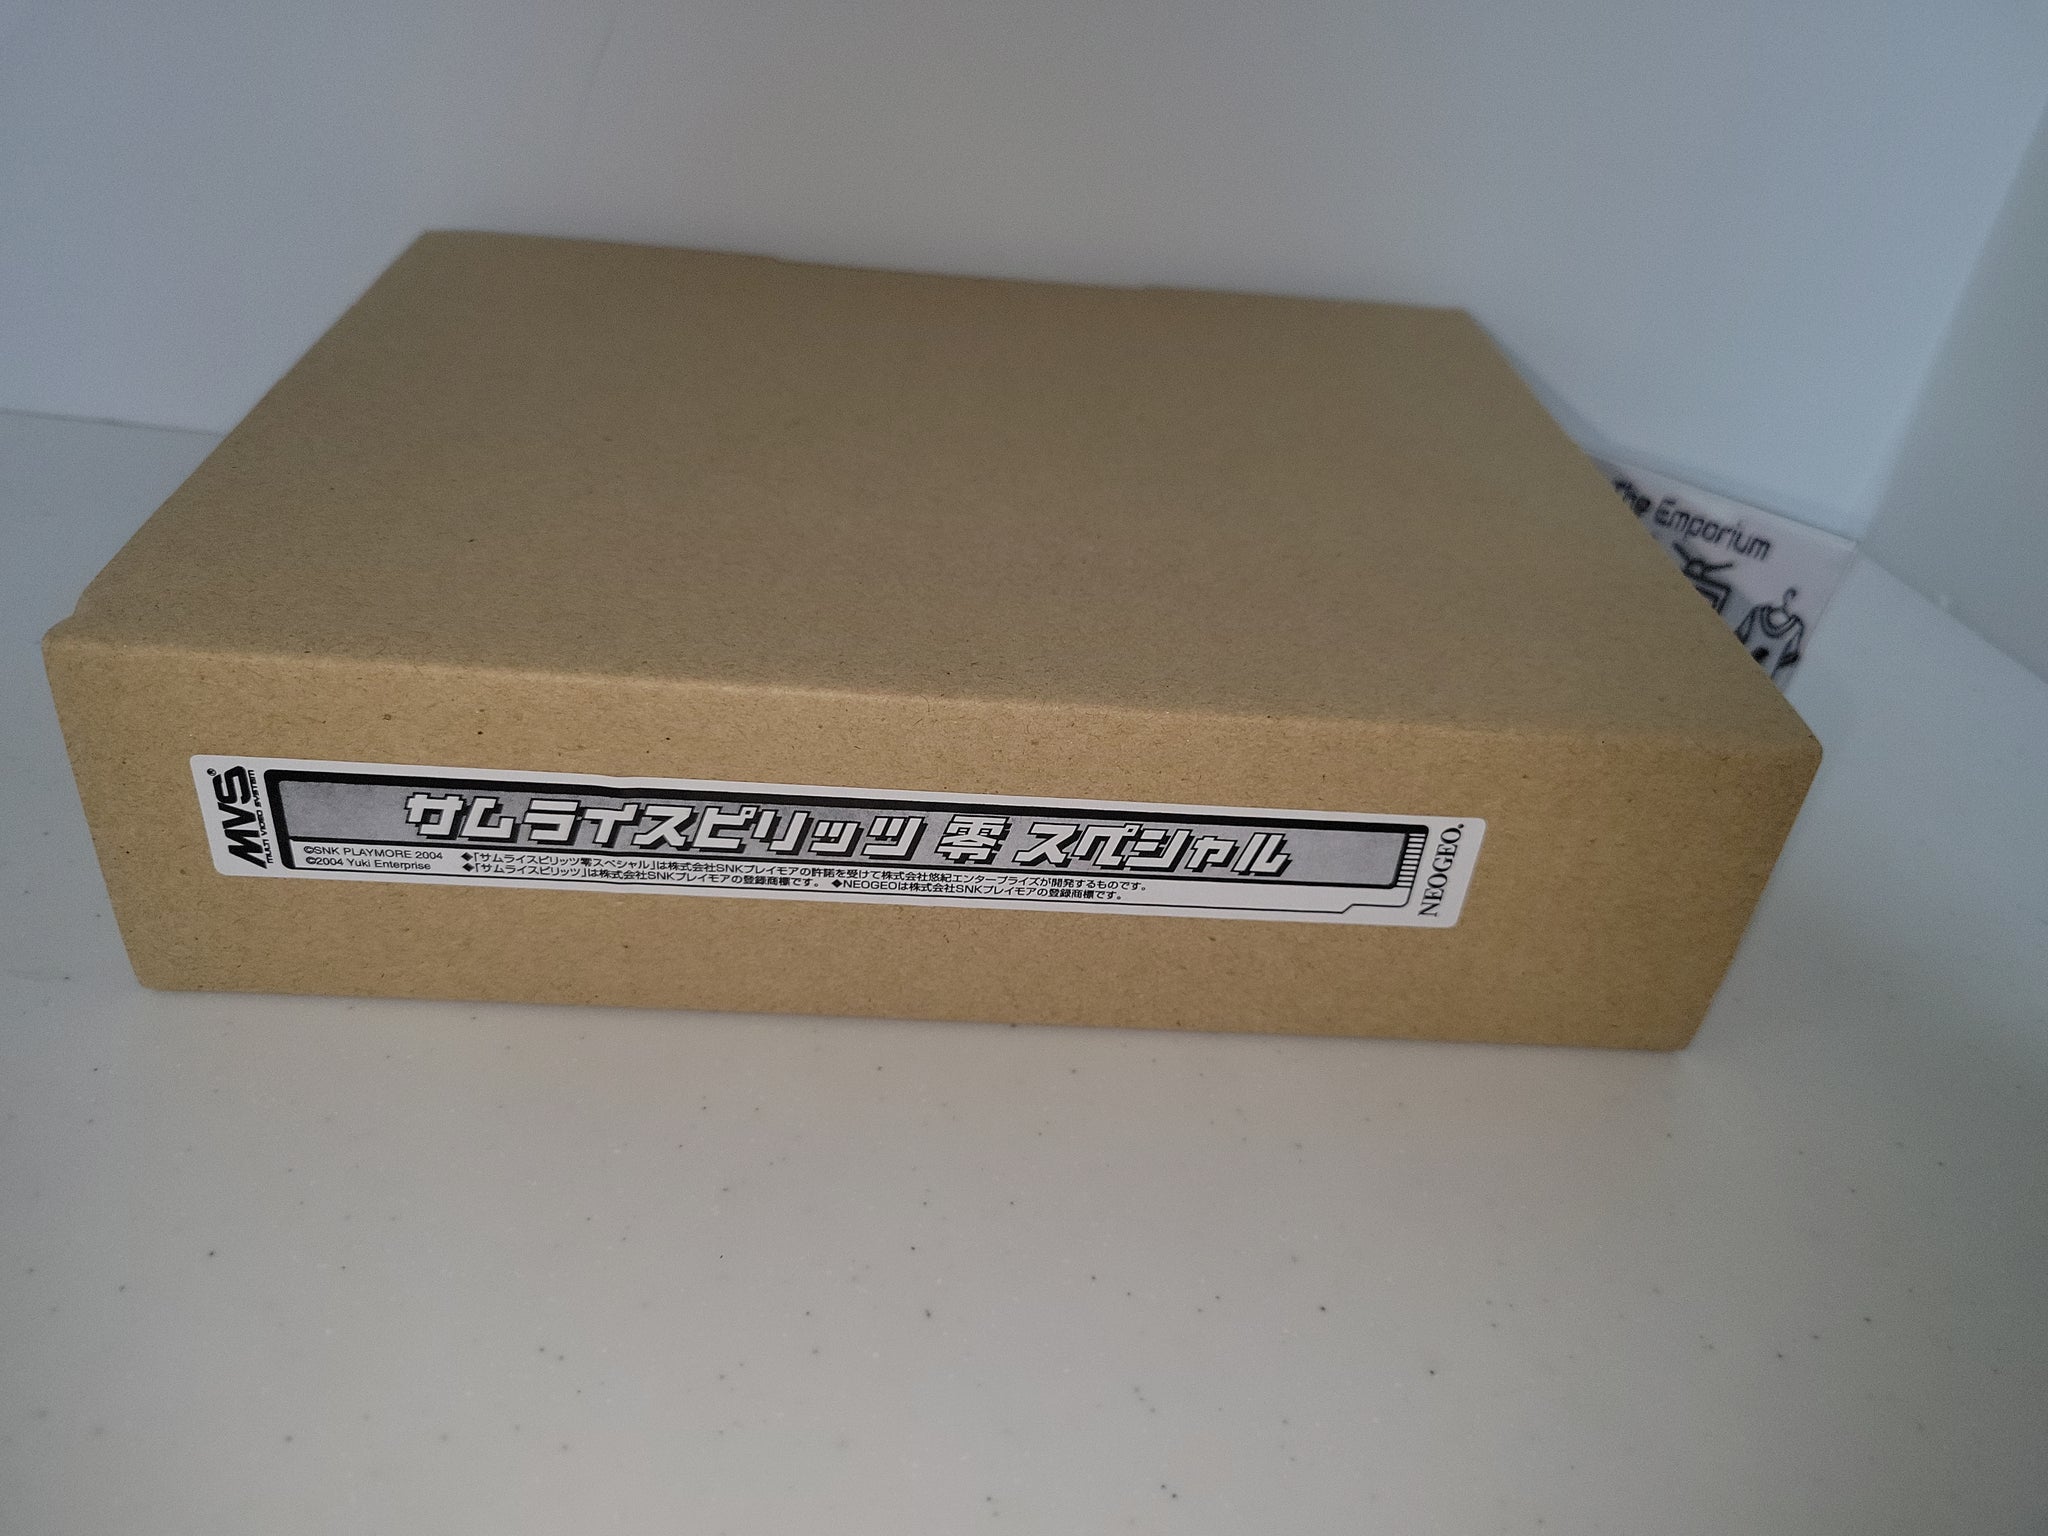 MVS®
MULTI VIDEO SYSTEM
サムライスピリッツ 零 スペシャル
©SNK PLAYMORE 2004
©2004 Yuki Enterprise
◆「サムライスピリッツ零スペシャル」は株式会社SNKプレイモアの許諾を受けて株式会社悠紀エンタープライズが開発するものです。
◆「サムライスピリッツ」は株式会社SNKプレイモアの登録商標です。 ◆NEOGEOは株式会社SNKプレイモアの登録商標です。
NEOGEO®
The Emporium